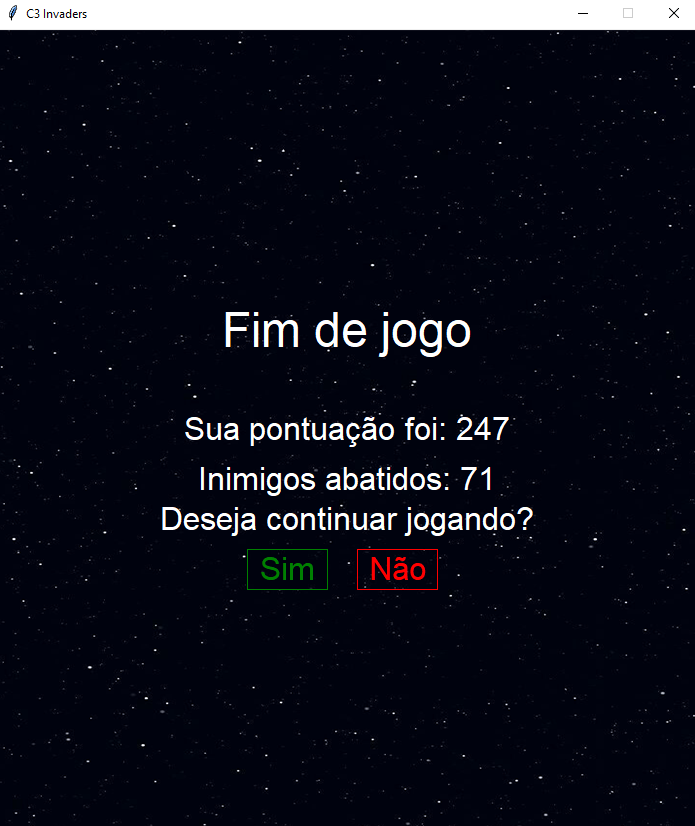 C3 Invaders
Fim de jogo
Sua pontuação foi: 247
Inimigos abatidos: 71
Deseja continuar jogando?
Sim Não